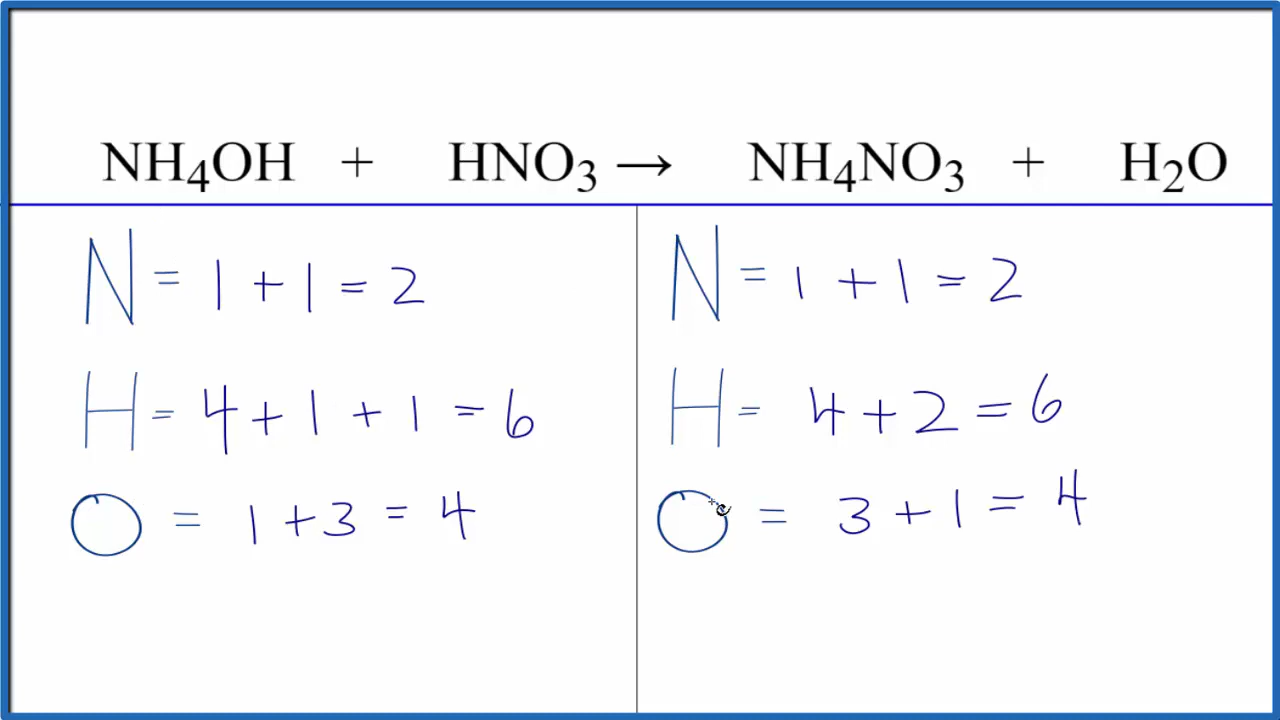 NH₄OH + HNO₃ → NH₄NO₃ + H₂O
N = 1 + 1 = 2
H = 4 + 1 + 1 = 6
O = 1 + 3 = 4
N = 1 + 1 = 2
H = 4 + 2 = 6
O = 3 + 1 = 4